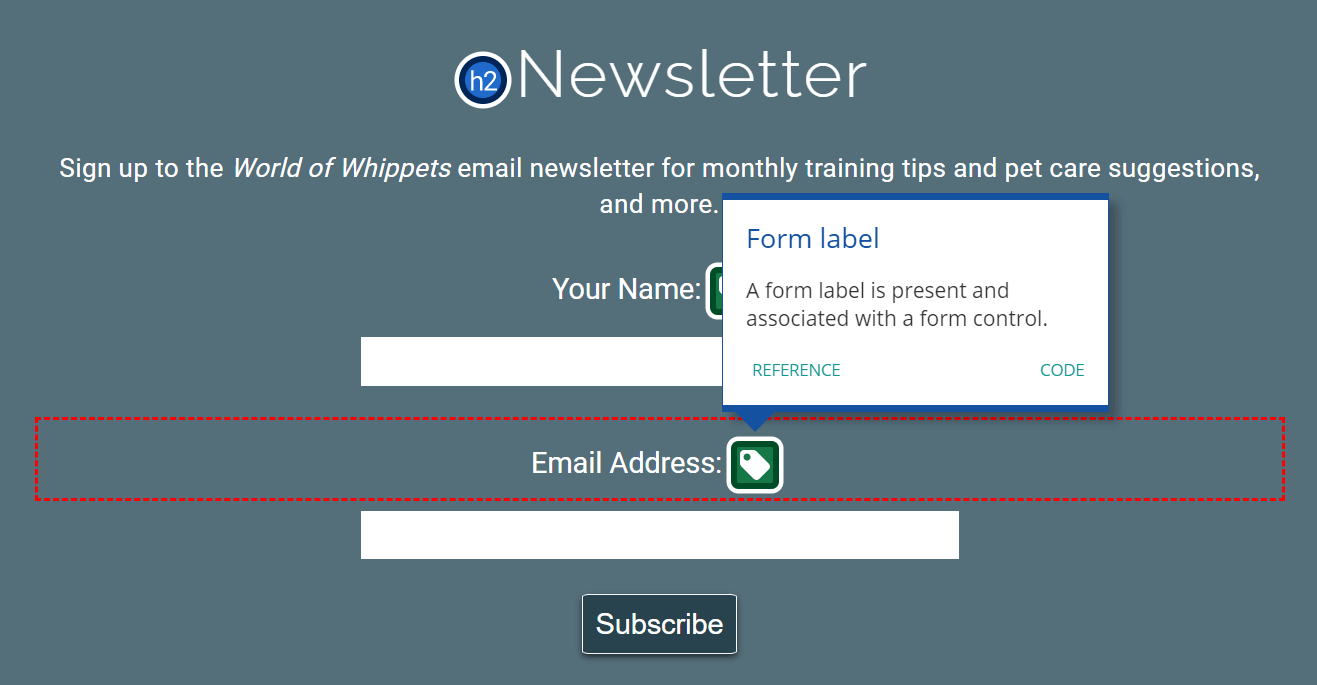 h2 Newsletter
Sign up to the World of Whippets email newsletter for monthly training tips and pet care suggestions,
and more.
Form label
A form label is present and
associated with a form control.
REFERENCE CODE
Your Name:
Email Address:
Subscribe